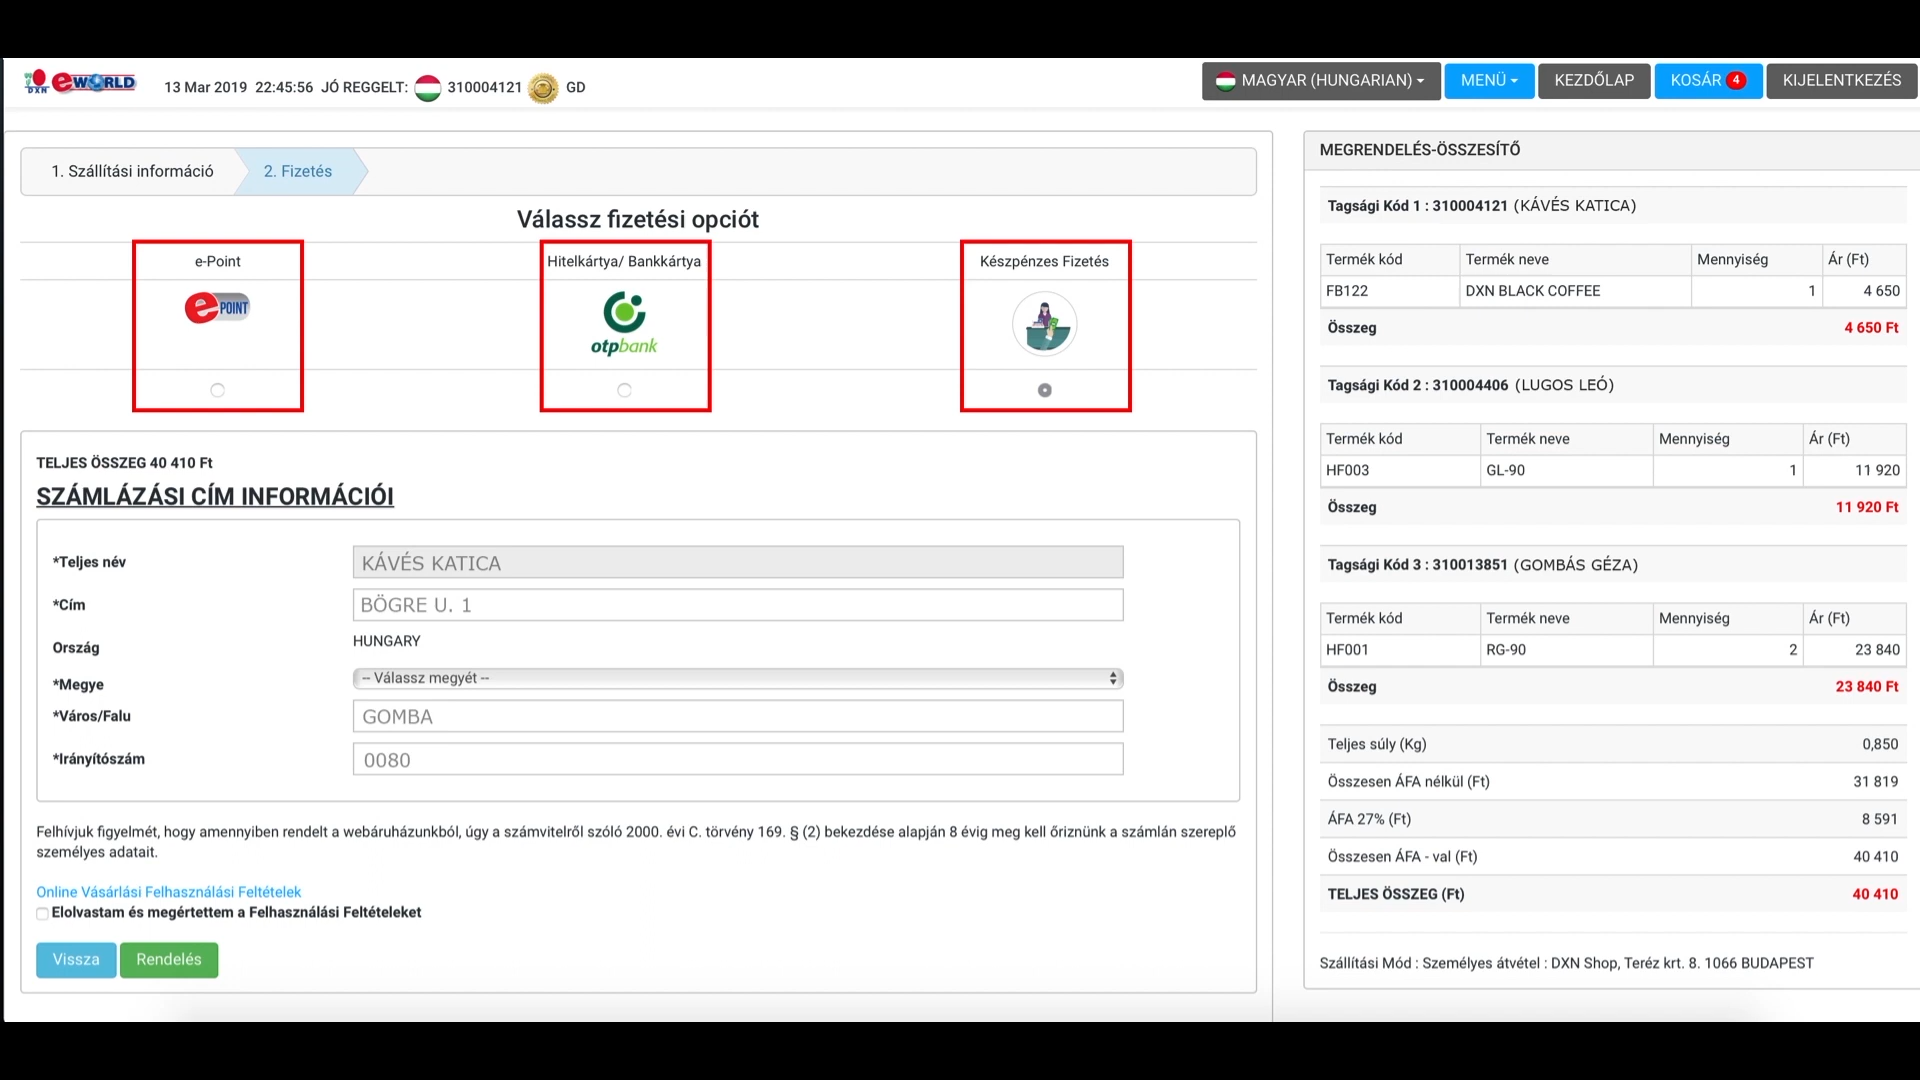 DXN eWORLD 13 Mar 2019 22:45:56 JÓ REGGELT: 310004121 GD MAGYAR (HUNGARIAN) MENÜ KEZDŐLAP KOSÁR 4 KIJELENTKEZÉS
1. Szállítási információ 2. Fizetés
Válassz fizetési opciót
e-Point Hitelkártya/ Bankkártya Készpénzes Fizetés
e POINT
otpbank
TELJES ÖSSZEG 40 410 Ft
SZÁMLÁZÁSI CÍM INFORMÁCIÓI
*Teljes név KÁVÉS KATICA
*Cím BÖGRE U. 1
Ország HUNGARY
*Megye -- Válassz megyét --
*Város/Falu GOMBA
*Irányítószám 0080
Felhívjuk figyelmét, hogy amennyiben rendelt a webáruházunkból, úgy a számvitelről szóló 2000. évi C. törvény 169. § (2) bekezdése alapján 8 évig meg kell őriznünk a számlán szereplő
személyes adatait.
Online Vásárlási Felhasználási Feltételek
Elolvastam és megértettem a Felhasználási Feltételeket
Vissza Rendelés
MEGRENDELÉS-ÖSSZESÍTŐ
Tagsági Kód 1 : 310004121 (KÁVÉS KATICA)
Termék kód Termék neve Mennyiség Ár (Ft)
FB122 DXN BLACK COFFEE 1 4 650
Összeg 4 650 Ft
Tagsági Kód 2 : 310004406 (LUGOS LEÓ)
Termék kód Termék neve Mennyiség Ár (Ft)
HF003 GL-90 1 11 920
Összeg 11 920 Ft
Tagsági Kód 3 : 310013851 (GOMBÁS GÉZA)
Termék kód Termék neve Mennyiség Ár (Ft)
HF001 RG-90 2 23 840
Összeg 23 840 Ft
Teljes súly (Kg) 0,850
Összesen ÁFA nélkül (Ft) 31 819
ÁFA 27% (Ft) 8 591
Összesen ÁFA - val (Ft) 40 410
TELJES ÖSSZEG (Ft) 40 410
Szállítási Mód : Személyes átvétel : DXN Shop, Teréz krt. 8. 1066 BUDAPEST